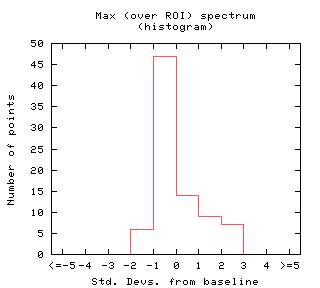 Max (over ROI) spectrum
(histogram)
50
45
40
35
30
25
20
15
10
5
0
Number of points
<=-5 -4 -3 -2 -1 0 1 2 3 4 >=5
Std. Devs. from baseline